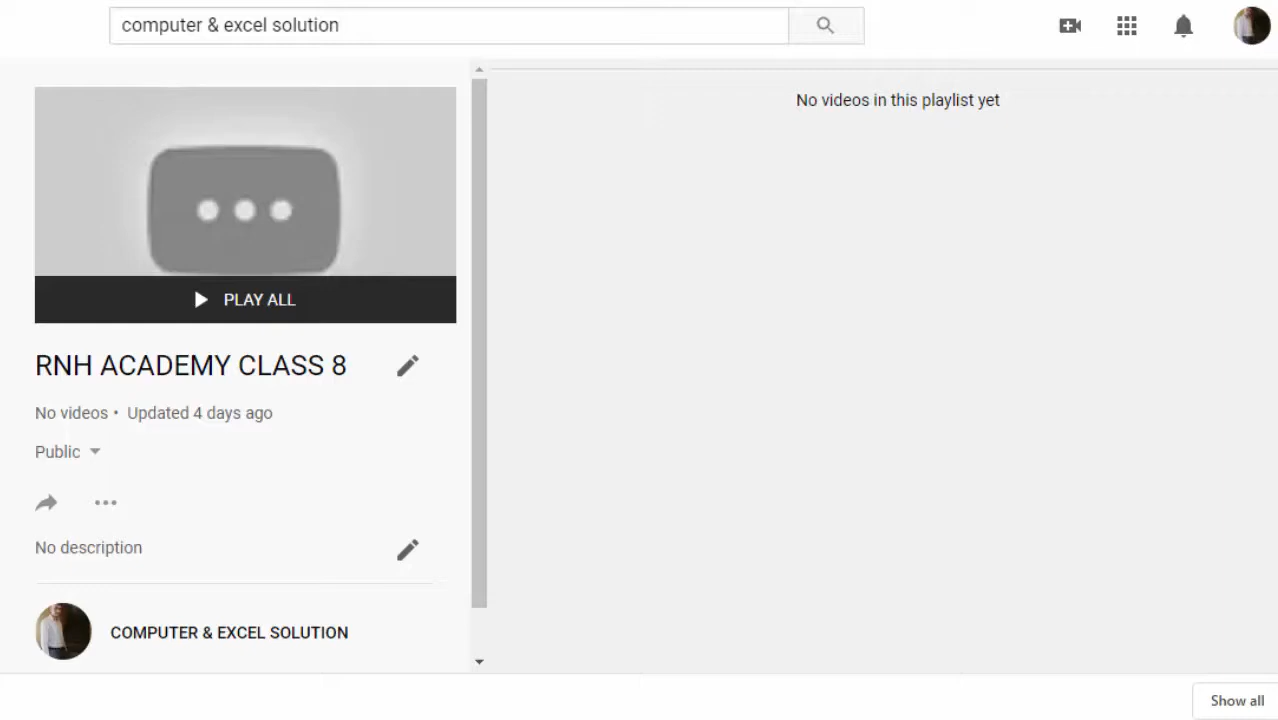 computer & excel solution
No videos in this playlist yet
PLAY ALL
RNH ACADEMY CLASS 8
No videos • Updated 4 days ago
Public
No description
COMPUTER & EXCEL SOLUTION
Show all